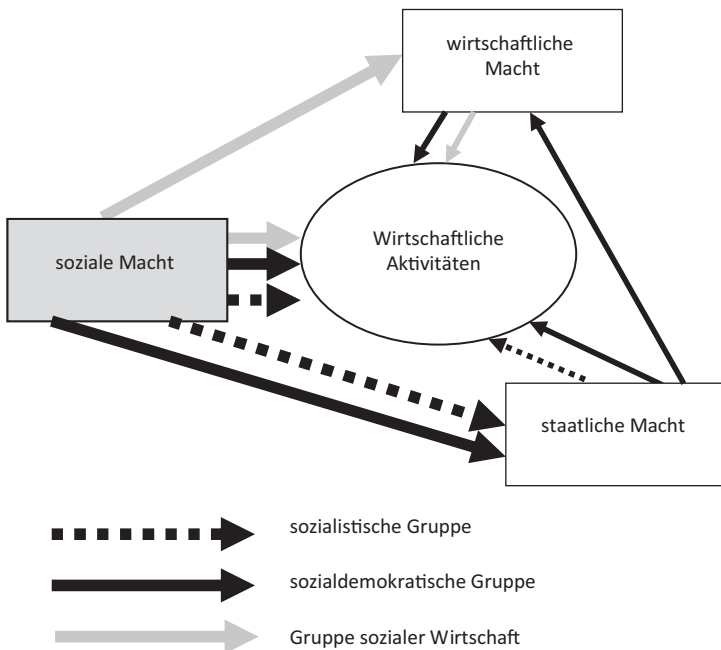 wirtschaftliche
Macht
soziale Macht
Wirtschaftliche
Aktivitäten
staatliche Macht
sozialistische Gruppe
sozialdemokratische Gruppe
Gruppe sozialer Wirtschaft